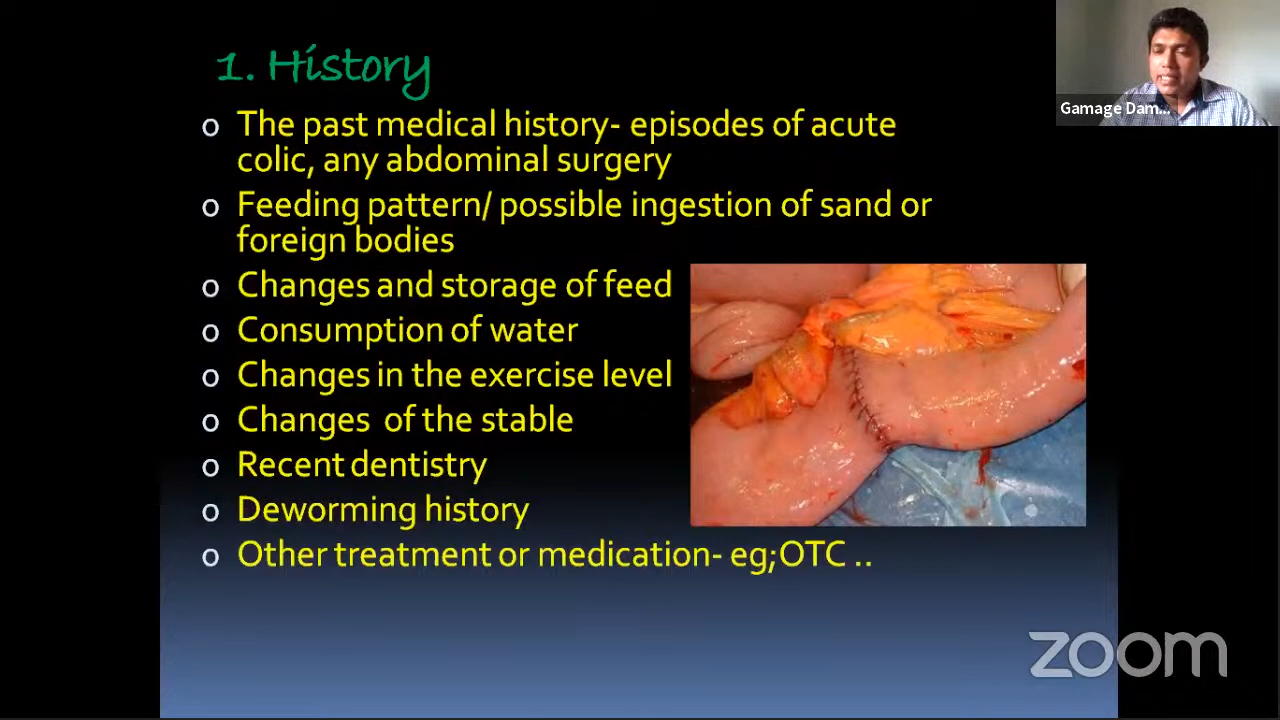 1. History
o The past medical history- episodes of acute
colic, any abdominal surgery
o Feeding pattern/ possible ingestion of sand or
foreign bodies
o Changes and storage of feed
o Consumption of water
o Changes in the exercise level
o Changes of the stable
o Recent dentistry
o Deworming history
o Other treatment or medication- eg;OTC ..
Gamage Dam...
zoom